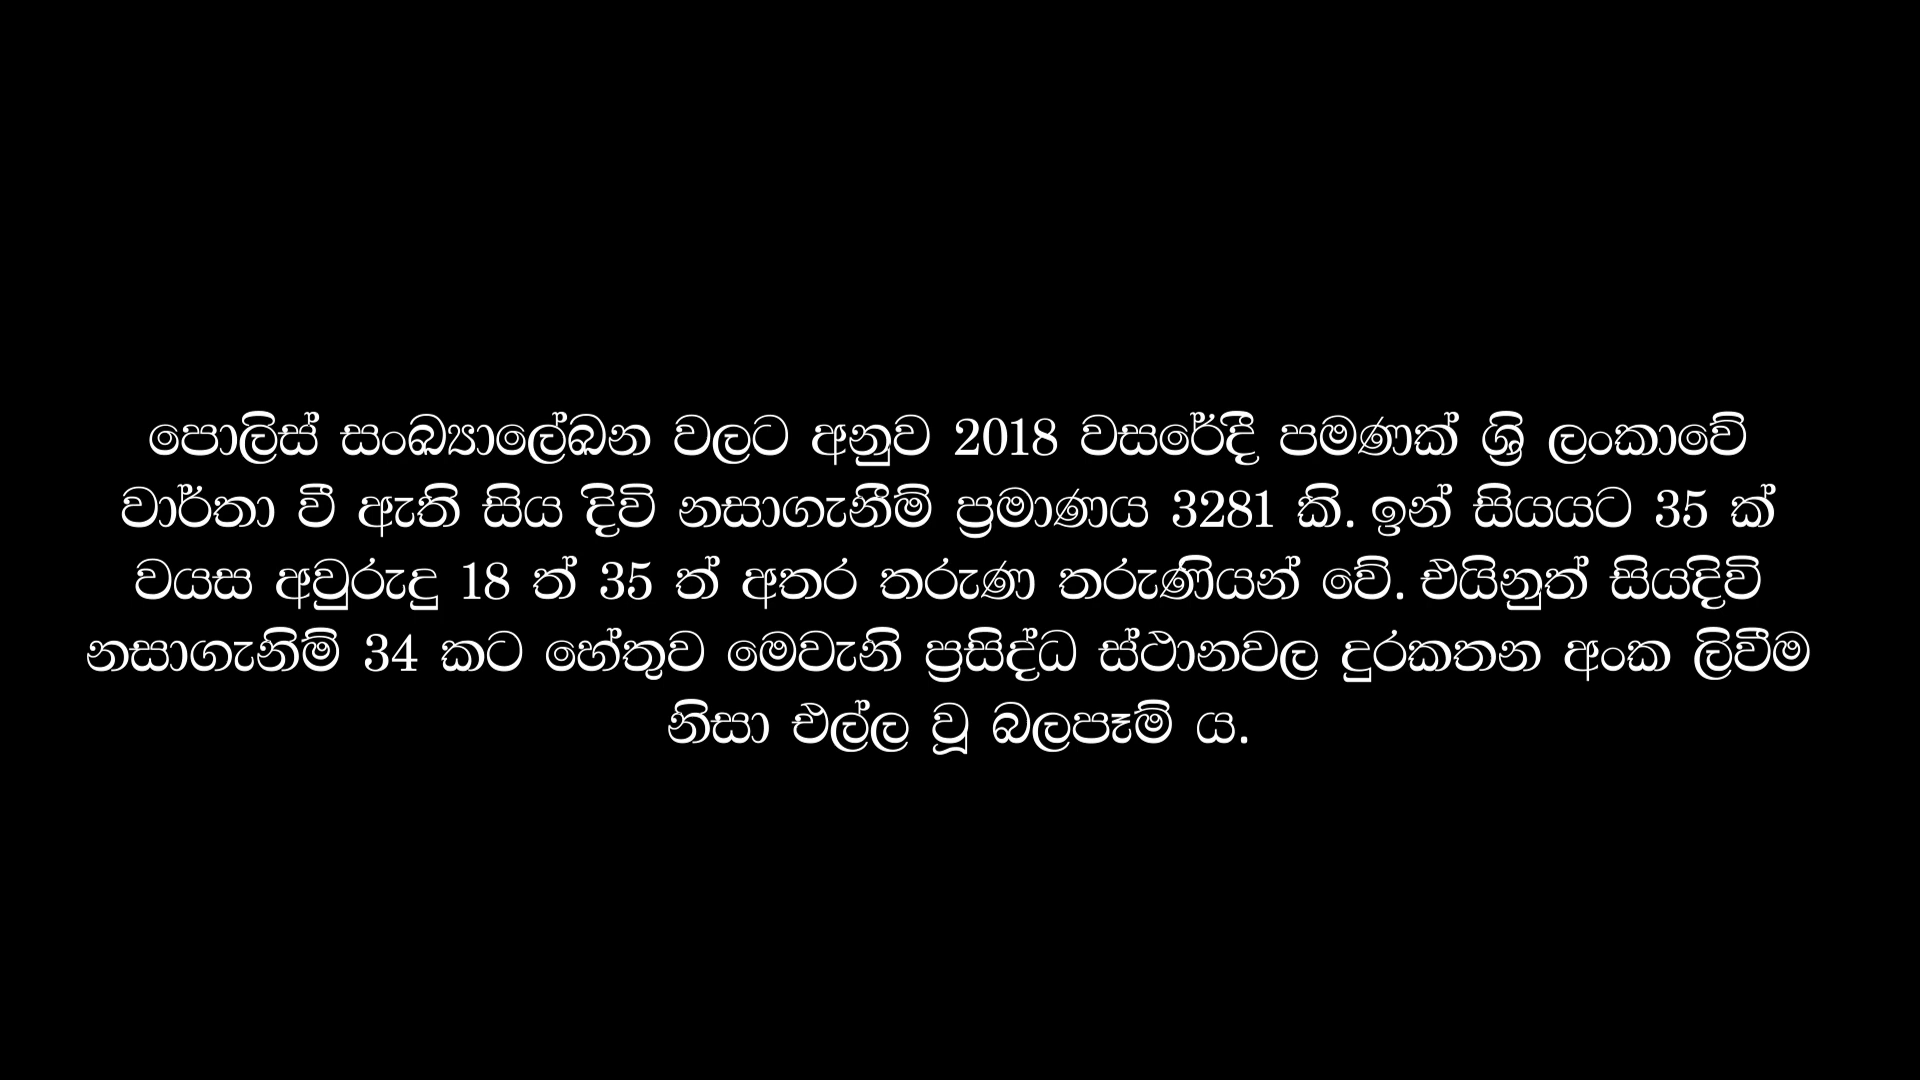 පොලිස් සංඛ්‍යාලේඛන වලට අනුව 2018 වසරේදී පමණක් ශ්‍රි ලංකාවේ
වාර්තා වී ඇති සිය දිවි නසාගැනීම් ප්‍රමාණය 3281 කි. ඉන් සියයට 35 ක්
වයස අවුරුදු 18 ත් 35 ත් අතර තරුණ තරුණියන් වේ. එයිනුත් සියදිවි
නසාගැනිම් 34 කට හේතුව මෙවැනි ප්‍රසිද්ධ ස්ථානවල දුරකතන අංක ලිවීම
නිසා එල්ල වූ බලපෑම් ය.